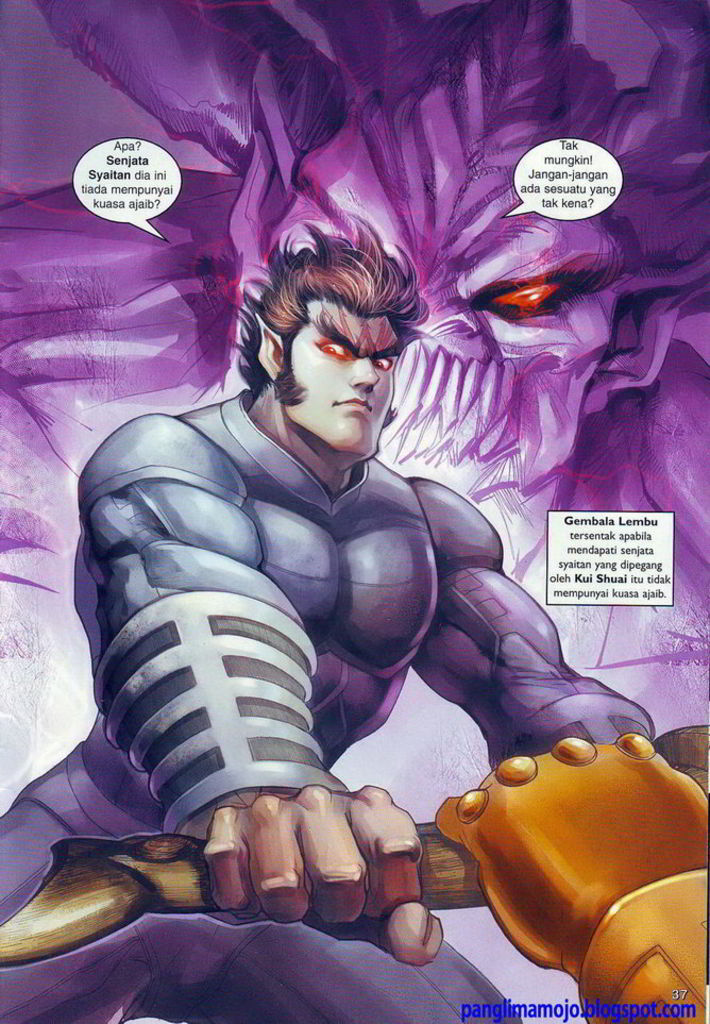 Apa?
Senjata
Syaitan dia ini
tiada mempunyai
kuasa ajaib?
Tak
mungkin!
Jangan-jangan
ada sesuatu yang
tak kena?
Gembala Lembu
tersentak apabila
mendapati senjata
syaitan yang dipegang
oleh Kui Shuai itu tidak
mempunyai kuasa ajaib.
37
panglimamojo.blogspot.com